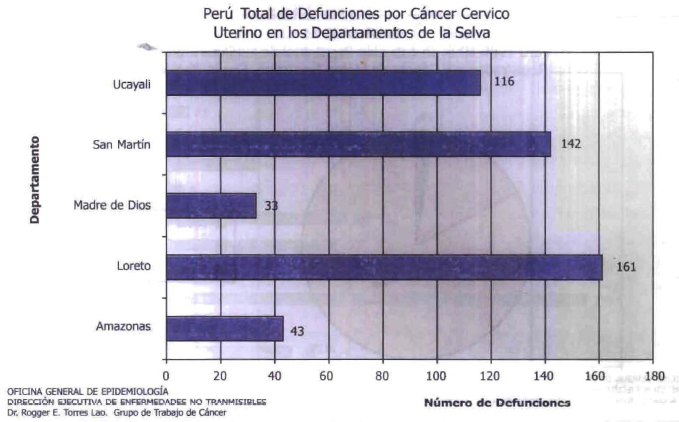 Perú Total de Defunciones por Cáncer Cervico
Uterino en los Departamentos de la Selva
Departamento
Ucayali
116
San Martín
142
Madre de Dios
33
Loreto
161
Amazonas
43
0 20 40 60 80 100 120 140 160 180
Número de Defunciones
OFICINA GENERAL DE EPIDEMIOLOGÍA
DIRECCIÓN EJECUTIVA DE ENFERMEDADES NO TRANMISIBLES
Dr. Rogger E. Torres Lao. Grupo de Trabajo de Cáncer